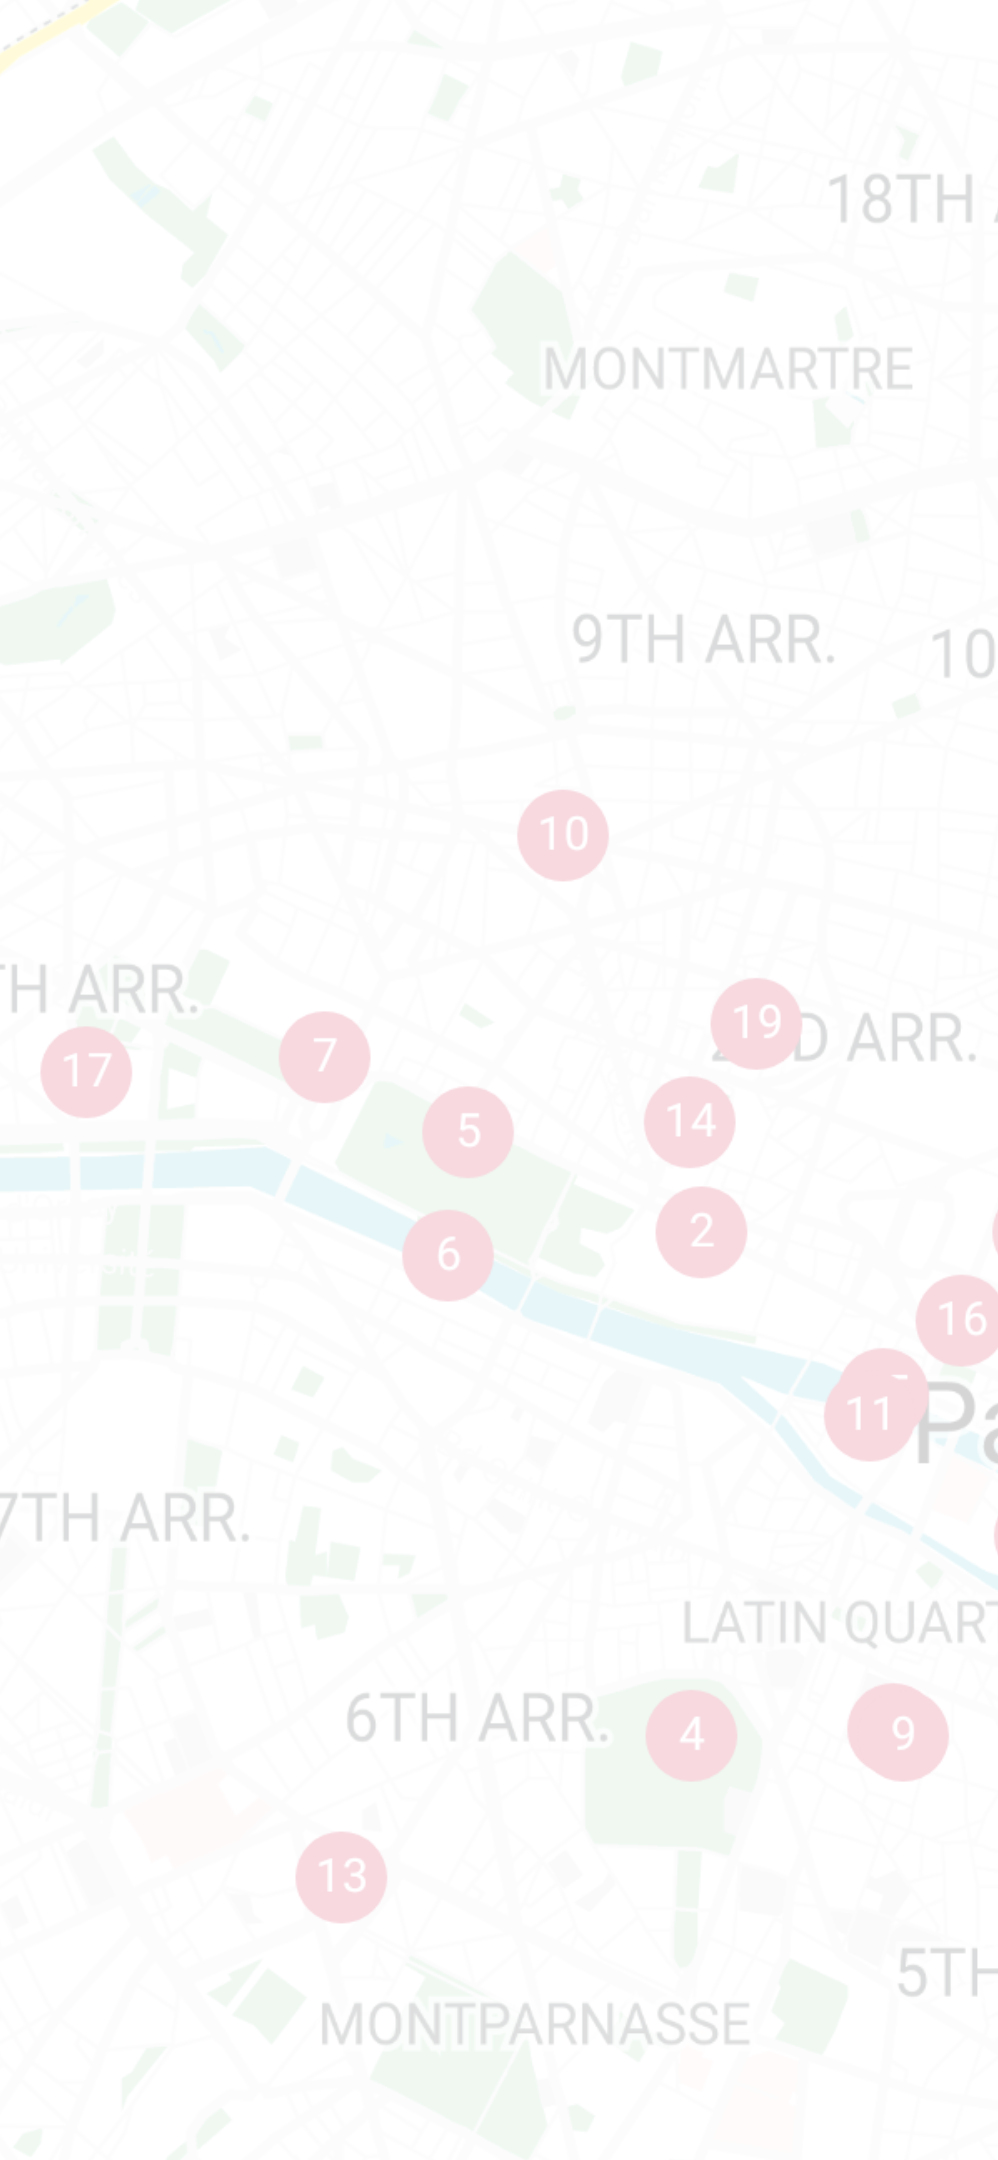 18TH
MONTMARTRE
9TH ARR.
10
10
TH ARR.
19
D ARR.
7
17
5
14
2
6
16
11
Pa
7TH ARR.
LATIN QUART
6TH ARR.
4
9
13
5TH
MONTPARNASSE